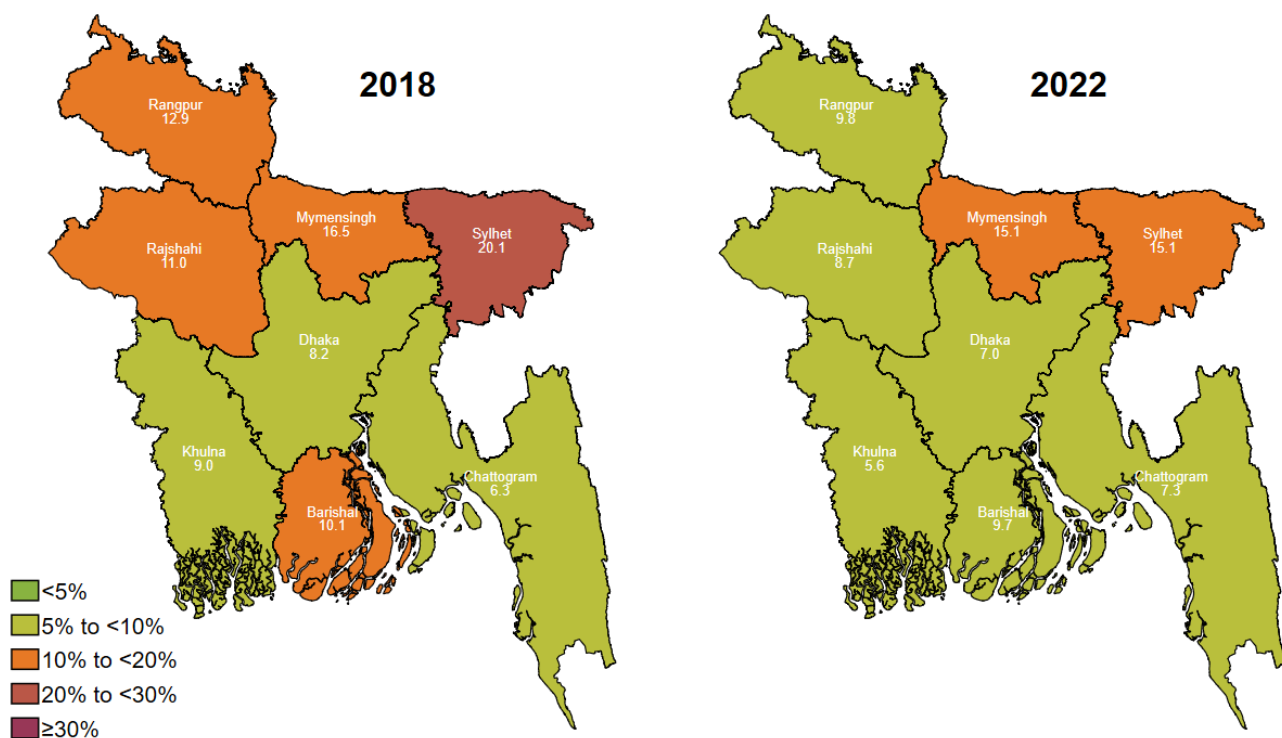 2018
Rangpur
12.9
Mymensingh
16.5
Sylhet
20.1
Rajshahi
11.0
Dhaka
8.2
Khulna
9.0
Chattogram
6.3
Barishal
10.1
<5%
5% to <10%
10% to <20%
20% to <30%
≥30%
2022
Rangpur
9.8
Mymensingh
15.1
Sylhet
15.1
Rajshahi
8.7
Dhaka
7.0
Khulna
5.6
Chattogram
7.3
Barishal
9.7